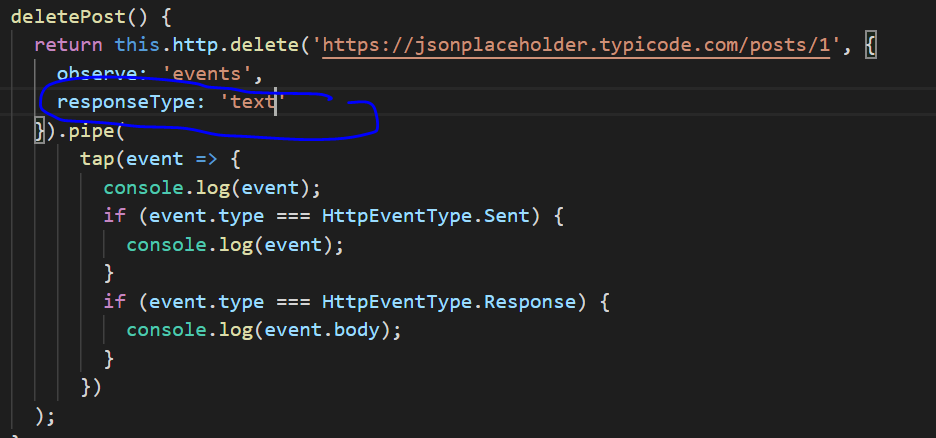 deletePost() {
return this.http.delete('https://jsonplaceholder.typicode.com/posts/1', {
observe: 'events',
responseType: 'text'
}).pipe(
tap(event => {
console.log(event);
if (event.type === HttpEventType.Sent) {
console.log(event);
}
if (event.type === HttpEventType.Response) {
console.log(event.body);
}
})
);
}